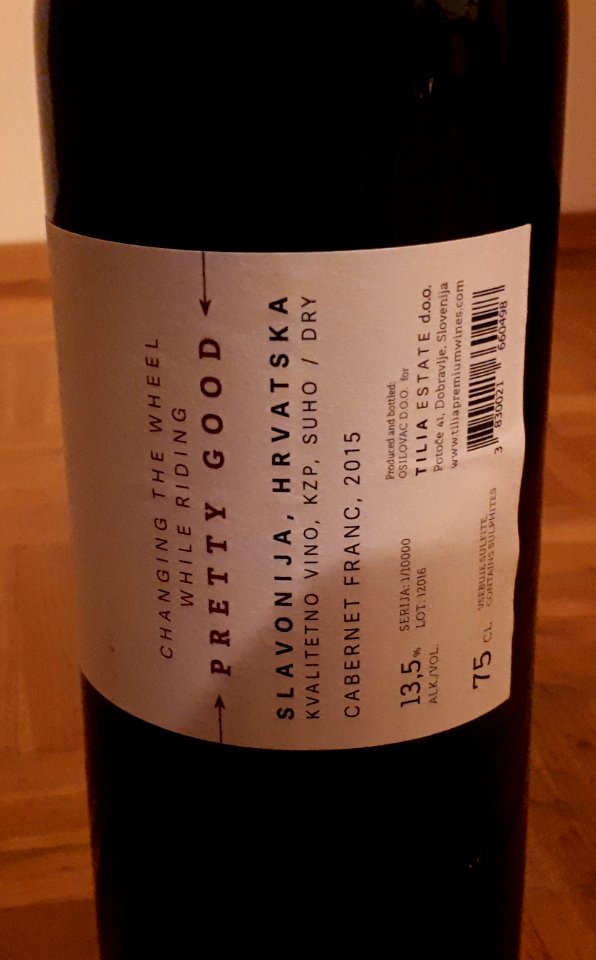 CHANGING THE WHEEL
WHILE RIDING
PRETTY GOOD
SLAVONIJA, HRVATSKA
KVALITETNO VINO, KZP, SUHO / DRY
CABERNET FRANC, 2015
13,5%
ALK./VOL.
SERIJA: 1/10000
LOT: 12016
Produced and bottled:
OSILOVAC D.O.O. for
TILIA ESTATE d.o.o.
Potoče 41, Dobravlje, Slovenija
www.tiliapremiumwines.com
75 CL
VSEBUJE SULFITE
CONTAINS SULPHITES
3 830021 660498